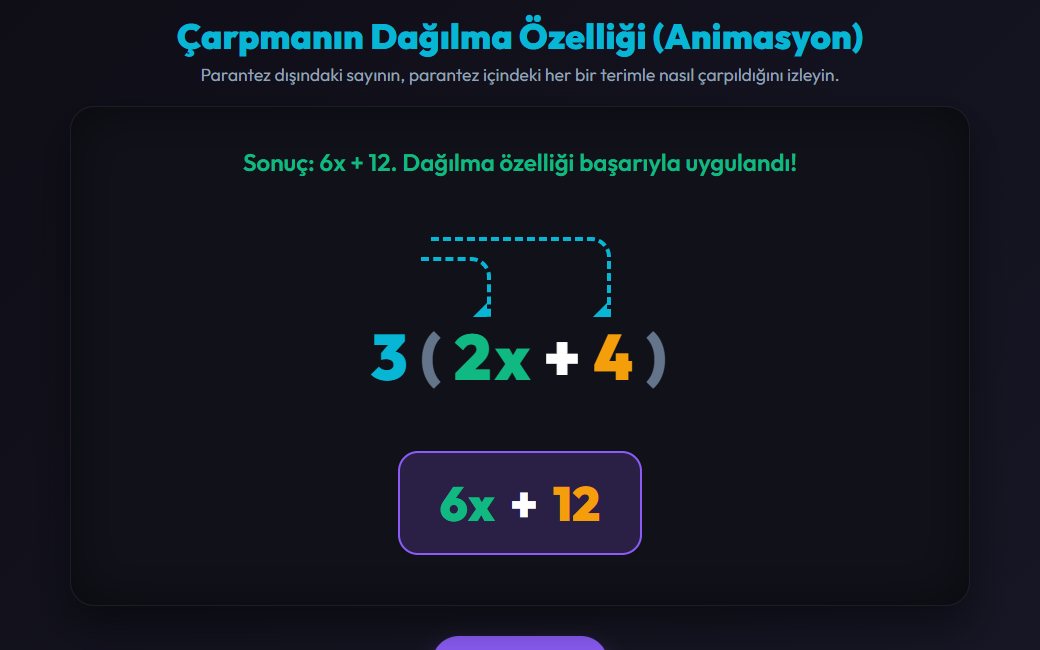 Çarpmanın Dağılma Özelliği (Animasyon)
Parantez dışındaki sayının, parantez içindeki her bir terimle nasıl çarpıldığını izleyin.
Sonuç: 6x + 12. Dağılma özelliği başarıyla uygulandı!
3 ( 2x + 4 )
6x + 12